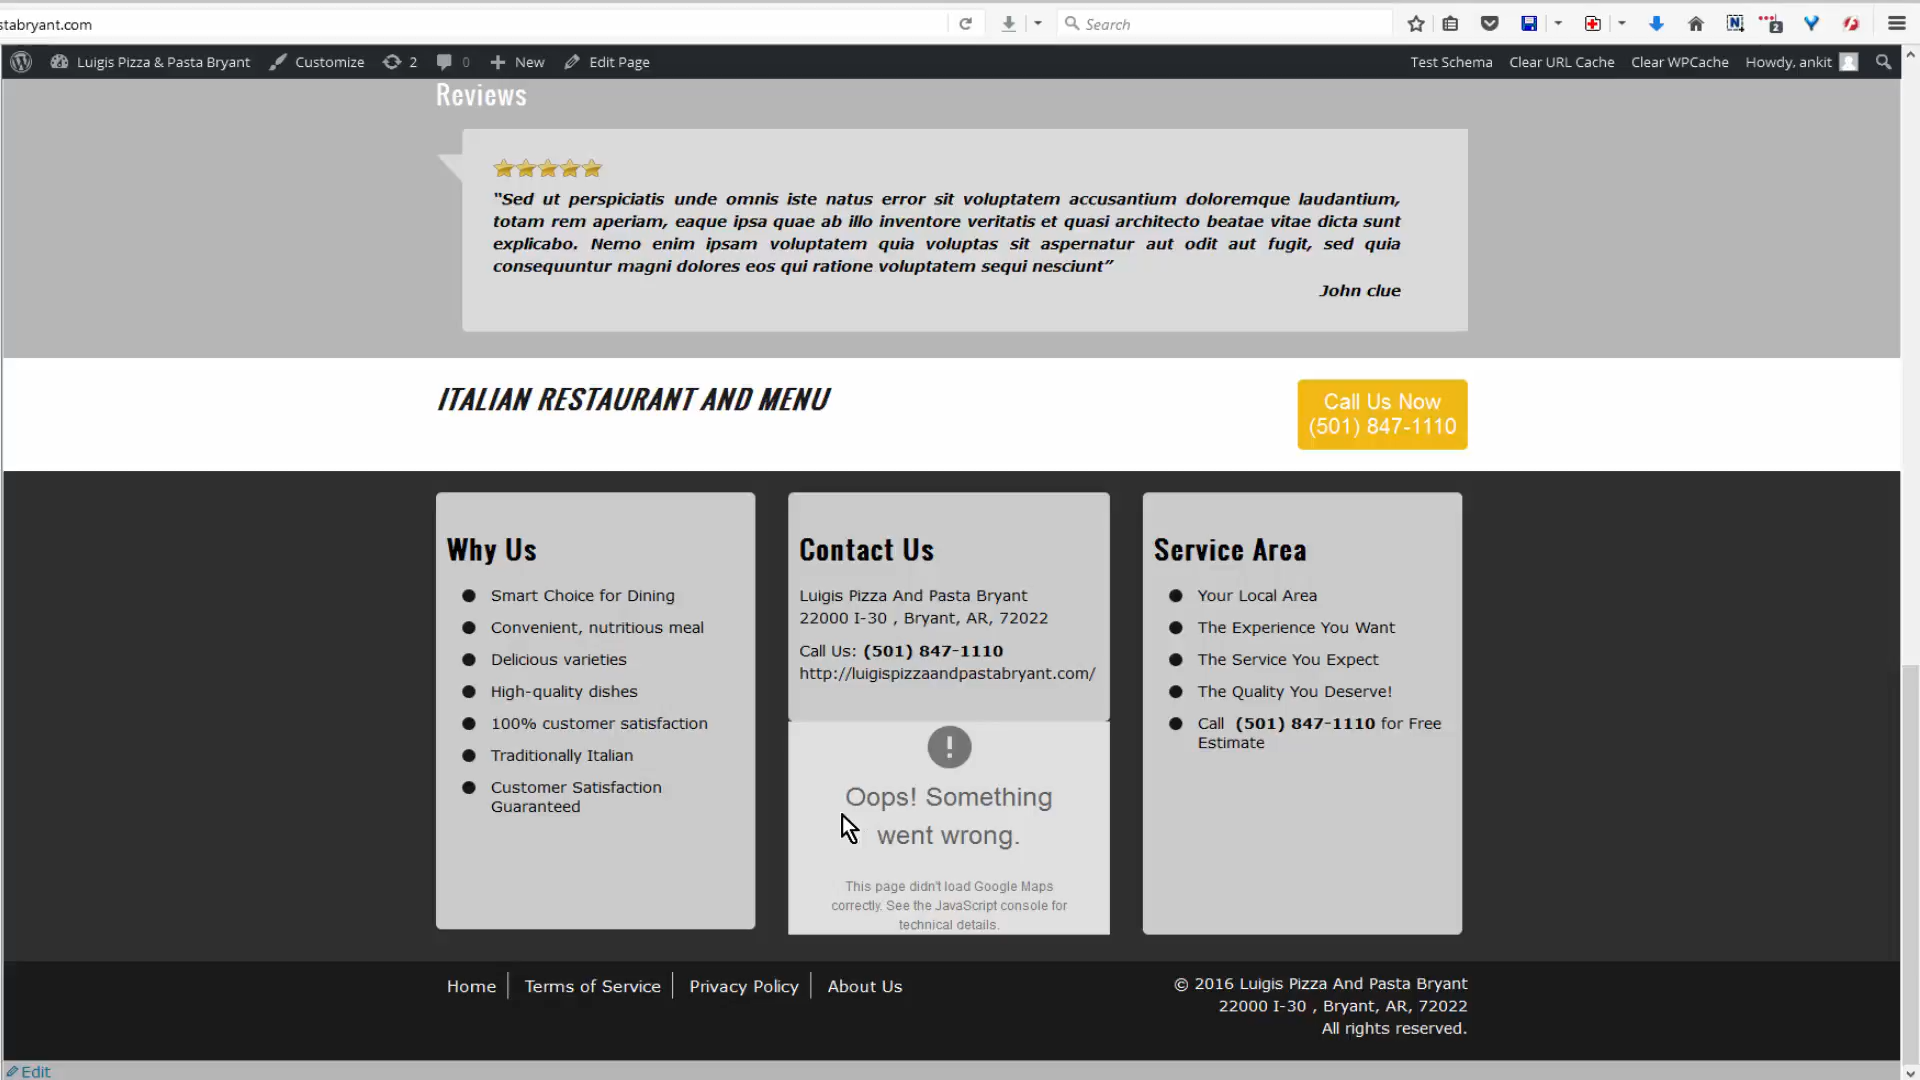 stabryant.com
Search
2
Luigis Pizza & Pasta Bryant
Customize
2
0
New
Edit Page
Test Schema
Clear URL Cache
Clear WPCache
Howdy, ankit
Reviews
“Sed ut perspiciatis unde omnis iste natus error sit voluptatem accusantium doloremque laudantium,
totam rem aperiam, eaque ipsa quae ab illo inventore veritatis et quasi architecto beatae vitae dicta sunt
explicabo. Nemo enim ipsam voluptatem quia voluptas sit aspernatur aut odit aut fugit, sed quia
consequuntur magni dolores eos qui ratione voluptatem sequi nesciunt”
John clue
ITALIAN RESTAURANT AND MENU
Call Us Now
(501) 847-1110
Why Us
Smart Choice for Dining
Convenient, nutritious meal
Delicious varieties
High-quality dishes
100% customer satisfaction
Traditionally Italian
Customer Satisfaction
Guaranteed
Contact Us
Luigis Pizza And Pasta Bryant
22000 I-30 , Bryant, AR, 72022
Call Us: (501) 847-1110
http://luigispizzaandpastabryant.com/
Oops! Something
went wrong.
This page didn't load Google Maps
correctly. See the JavaScript console for
technical details.
Service Area
Your Local Area
The Experience You Want
The Service You Expect
The Quality You Deserve!
Call (501) 847-1110 for Free
Estimate
Home
Terms of Service
Privacy Policy
About Us
© 2016 Luigis Pizza And Pasta Bryant
22000 I-30 , Bryant, AR, 72022
All rights reserved.
Edit